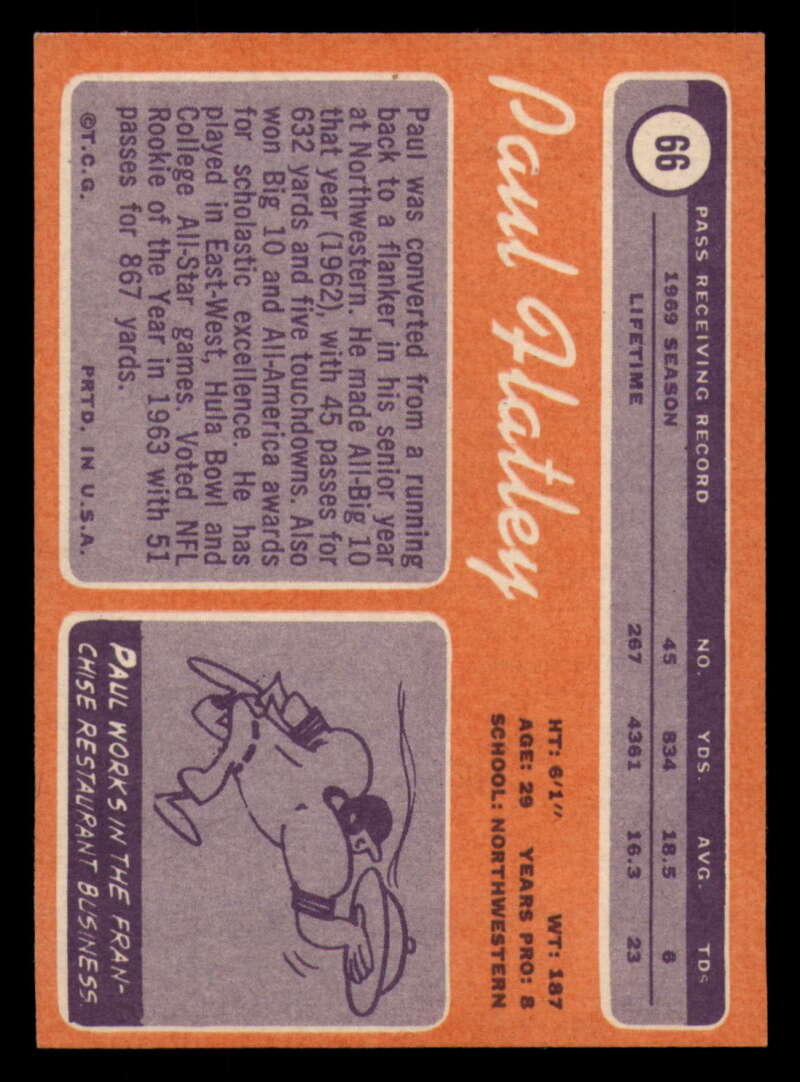 66
PASS RECEIVING RECORD NO. YDS. AVG. TDS
1969 SEASON 45 834 18.5 6
LIFETIME 267 4361 16.3 23
Paul Flatley
HT: 6/1" WT: 187
AGE: 29 YEARS PRO: 8
SCHOOL: NORTHWESTERN
Paul was converted from a running
back to a flanker in his senior year
at Northwestern. He made All-Big 10
that year (1962), with 45 passes for
632 yards and five touchdowns. Also
won Big 10 and All-America awards
for scholastic excellence. He has
played in East-West, Hula Bowl and
College All-Star games. Voted NFL
Rookie of the Year in 1963 with 51
passes for 867 yards.
©T.C.G. PRTD. IN U.S.A.
PAUL WORKS IN THE FRAN-
CHISE RESTAURANT BUSINESS.